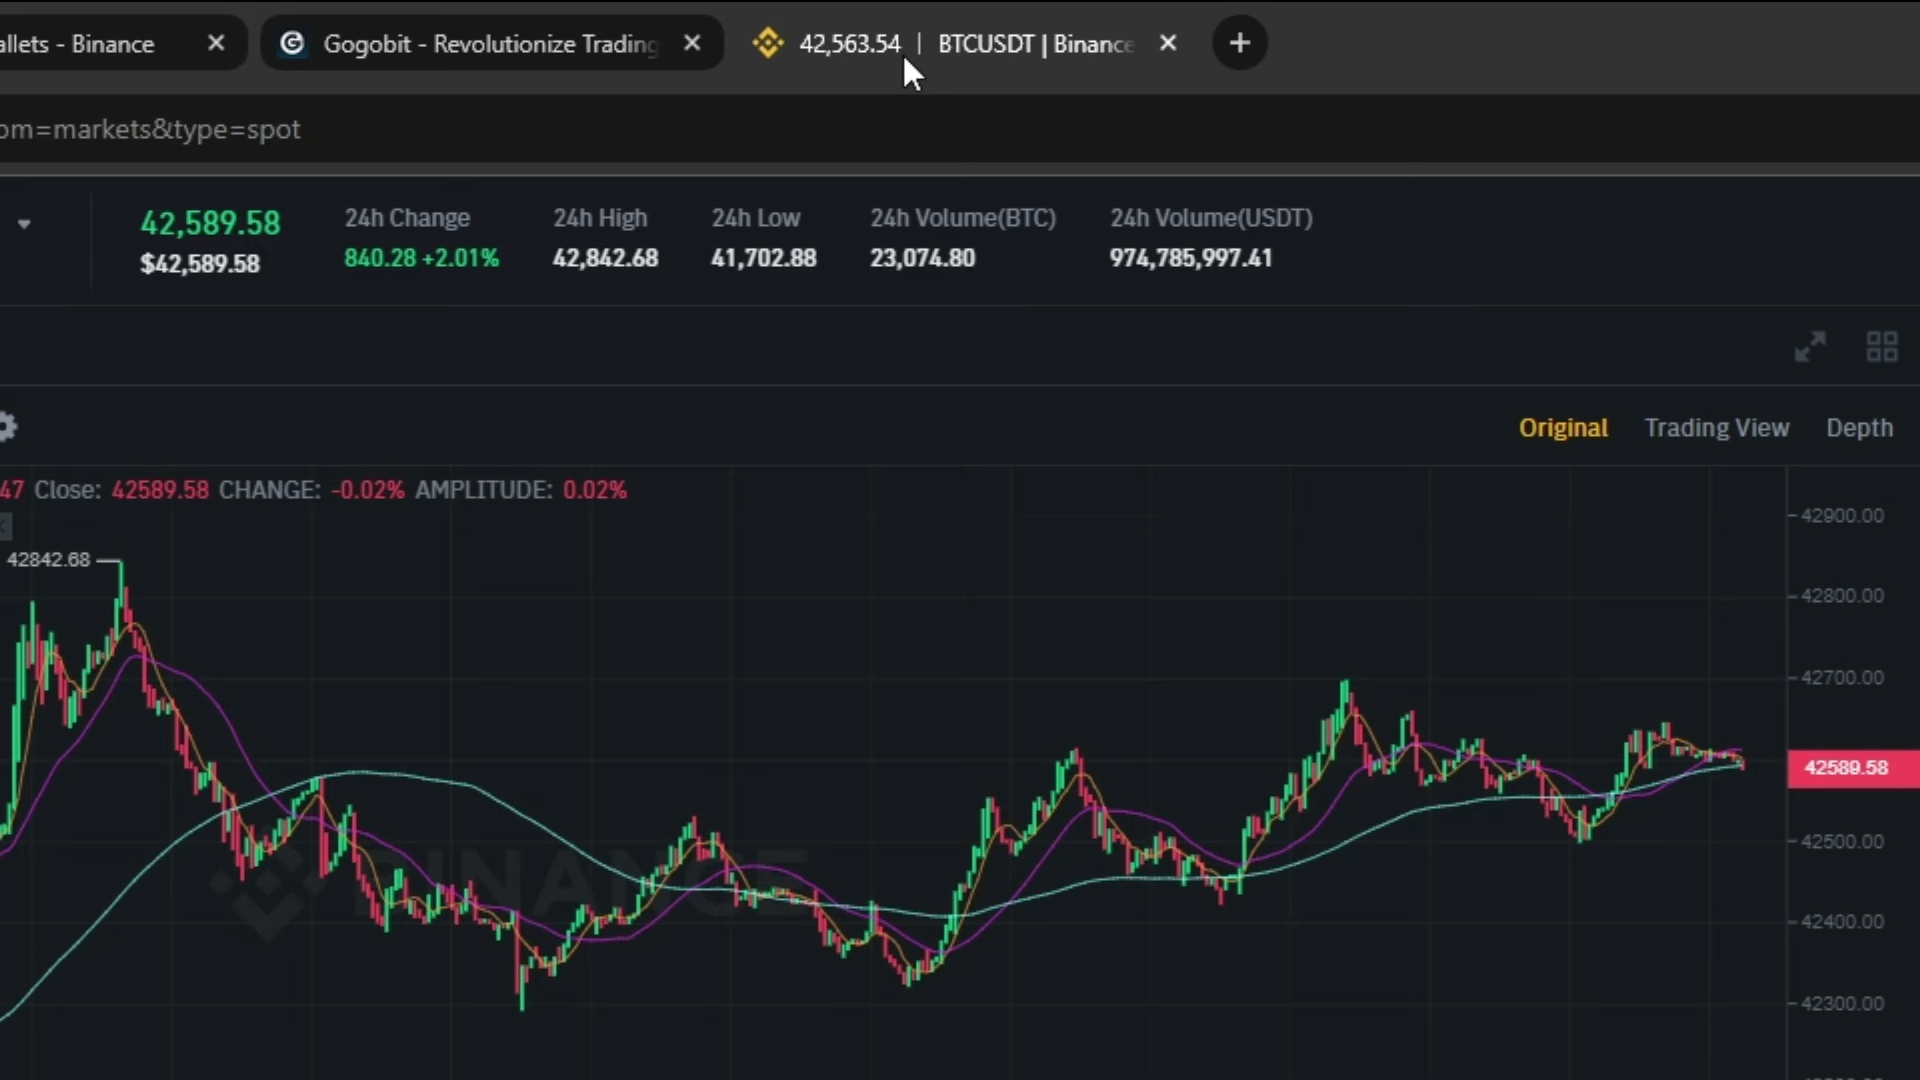 allets - Binance
Gogobit - Revolutionize Trading
42,563.54 | BTCUSDT | Binance
om=markets&type=spot
42,589.58
$42,589.58
24h Change
840.28 +2.01%
24h High
42,842.68
24h Low
41,702.88
24h Volume(BTC)
23,074.80
24h Volume(USDT)
974,785,997.41
Original Trading View Depth
47 Close: 42589.58 CHANGE: -0.02% AMPLITUDE: 0.02%
42900.00
42842.68
42800.00
42700.00
42589.58
42500.00
BINANCE
42400.00
42300.00